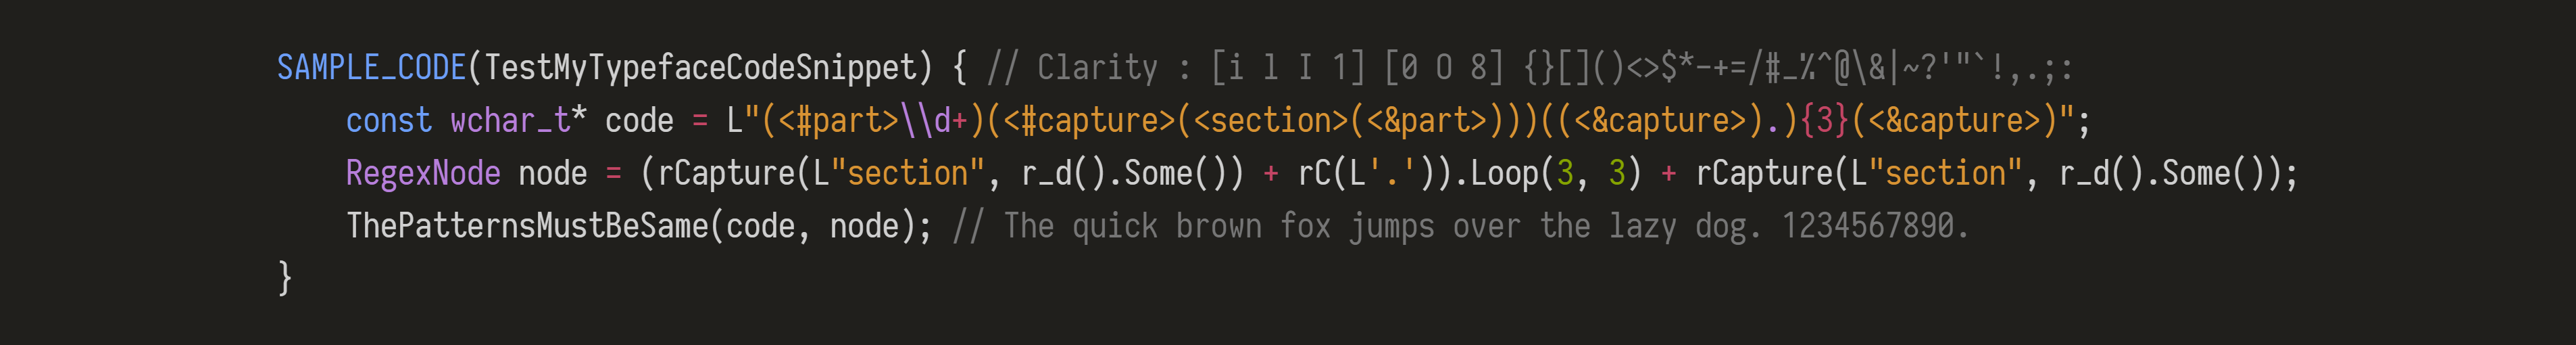 SAMPLE_CODE(TestMyTypefaceCodeSnippet) { // Clarity : [i l I 1] [0 O 8] {}[]()<>$*-+=/#_%^@\&|~?'"`!,.;:
    const wchar_t* code = L"(<#part>\\d+)(<#capture>(<section>(<&part>)))((<&capture>).){3}(<&capture>)";
    RegexNode node = (rCapture(L"section", r_d().Some()) + rC(L'.')).Loop(3, 3) + rCapture(L"section", r_d().Some());
    ThePatternsMustBeSame(code, node); // The quick brown fox jumps over the lazy dog. 1234567890.
}